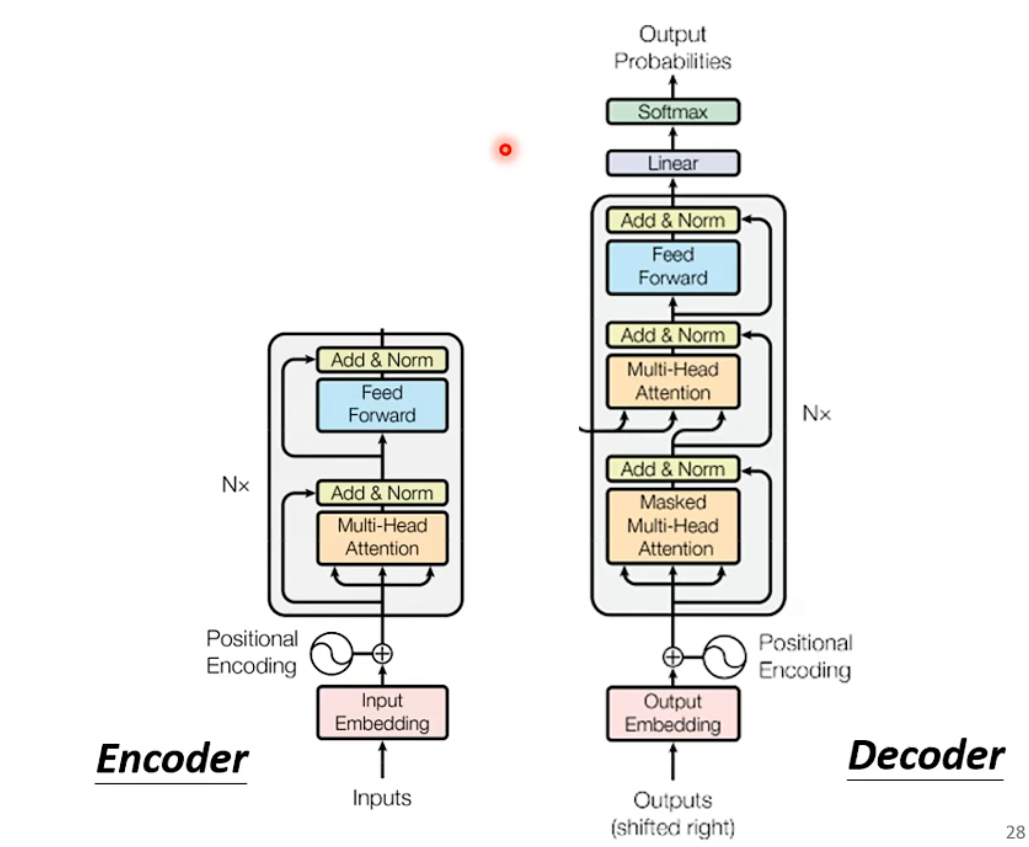 Output
Probabilities
Softmax
Linear
Add & Norm
Feed
Forward
Add & Norm
Multi-Head
Attention
Nx
Add & Norm
Masked
Multi-Head
Attention
Positional
Encoding
Output
Embedding
Outputs
(shifted right)
Decoder
Add & Norm
Feed
Forward
Nx
Add & Norm
Multi-Head
Attention
Positional
Encoding
Input
Embedding
Inputs
Encoder
28